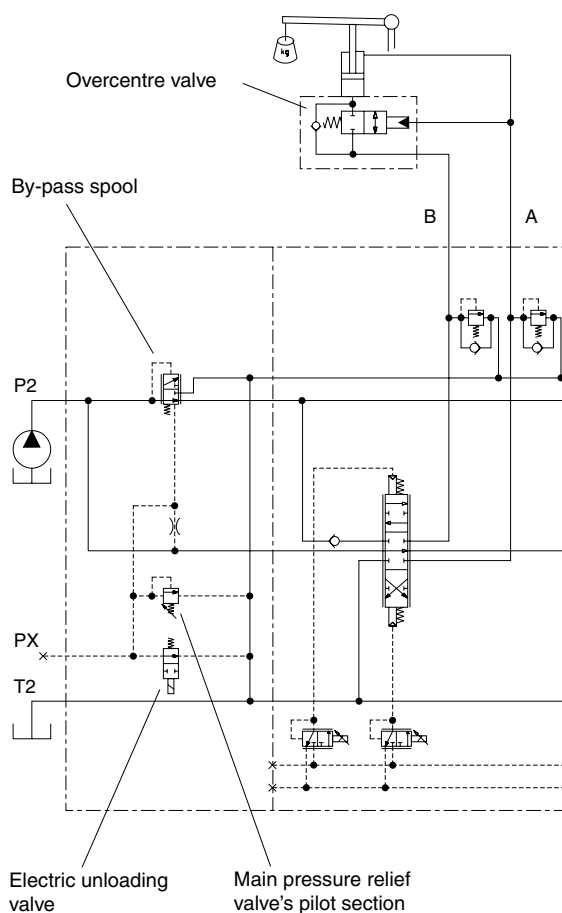 kg
Overcentre valve
By-pass spool
B
A
P2
PX
T2
Electric unloading
valve
Main pressure relief
valve's pilot section